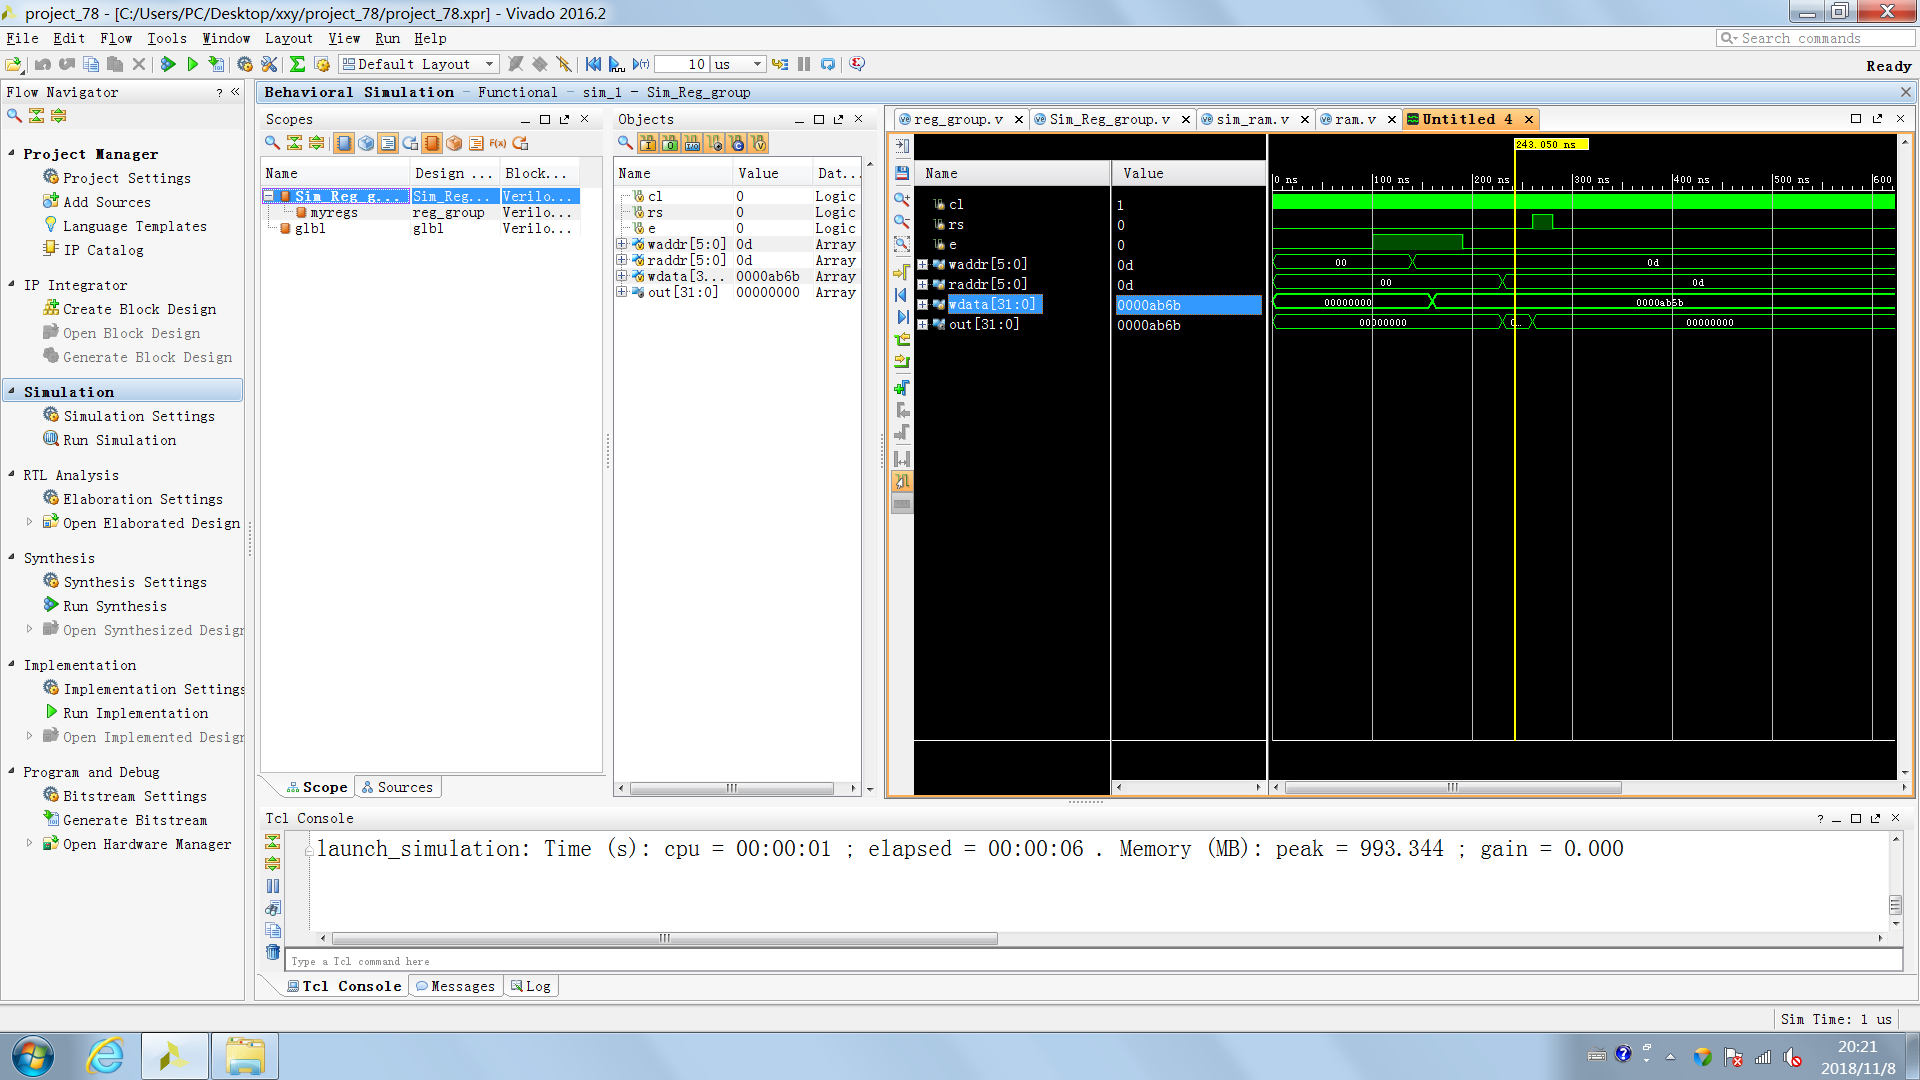 project_78 - [C:/Users/PC/Desktop/xxy/project_78/project_78.xpr] - Vivado 2016.2
File Edit Flow Tools Window Layout View Run Help
Search commands
Default Layout
10 us
Ready
Flow Navigator
Project Manager
Project Settings
Add Sources
Language Templates
IP Catalog
IP Integrator
Create Block Design
Open Block Design
Generate Block Design
Simulation
Simulation Settings
Run Simulation
RTL Analysis
Elaboration Settings
Open Elaborated Design
Synthesis
Synthesis Settings
Run Synthesis
Open Synthesized Design
Implementation
Implementation Settings
Run Implementation
Open Implemented Design
Program and Debug
Bitstream Settings
Generate Bitstream
Open Hardware Manager
Behavioral Simulation - Functional - sim_1 - Sim_Reg_group
Scopes
Name Design ... Block...
Sim_Reg_g... Sim_Reg... Verilo...
myregs reg_group Verilo...
glbl glbl Verilo...
Scope Sources
Objects
Name Value Dat...
cl 0 Logic
rs 0 Logic
e 0 Logic
waddr[5:0] 0d Array
raddr[5:0] 0d Array
wdata[3... 0000ab6b Array
out[31:0] 00000000 Array
reg_group.v Sim_Reg_group.v sim_ram.v ram.v Untitled 4
243.050 ns
Name Value
0 ns 100 ns 200 ns 300 ns 400 ns 500 ns 600
cl 1
rs 0
e 0
waddr[5:0] 0d 00 0d
raddr[5:0] 0d 00 0d
wdata[31:0] 0000ab6b 00000000 0000ab6b
out[31:0] 0000ab6b 00000000 0... 00000000
Tcl Console
launch_simulation: Time (s): cpu = 00:00:01 ; elapsed = 00:00:06 . Memory (MB): peak = 993.344 ; gain = 0.000
Type a Tcl command here
Tcl Console Messages Log
Sim Time: 1 us
20:21
2018/11/8